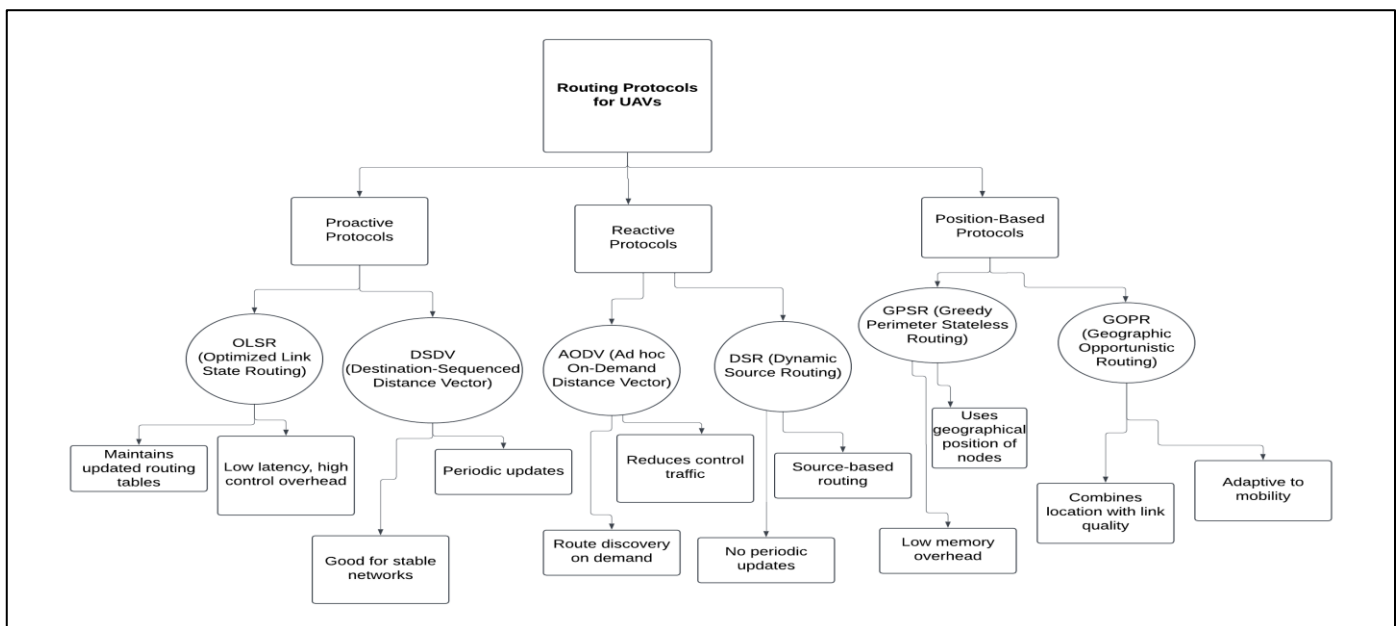 Routing Protocols
for UAVs
Proactive
Protocols
Reactive
Protocols
Position-Based
Protocols
OLSR
(Optimized Link
State Routing)
DSDV
(Destination-Sequenced
Distance Vector)
AODV (Ad hoc
On-Demand
Distance Vector)
DSR (Dynamic
Source Routing)
GPSR (Greedy
Perimeter Stateless
Routing)
GOPR
(Geographic
Opportunistic
Routing)
Maintains
updated routing
tables
Low latency, high
control overhead
Good for stable
networks
Periodic updates
Route discovery
on demand
Reduces control
traffic
No periodic
updates
Source-based
routing
Low memory
overhead
Uses
geographical
position of
nodes
Combines
location with link
quality
Adaptive to
mobility